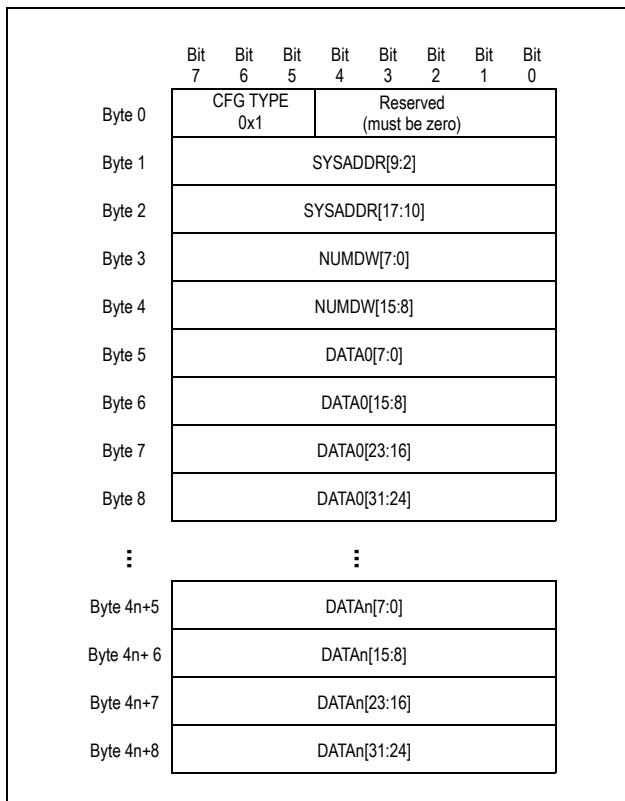 Bit Bit Bit Bit Bit Bit Bit Bit
7 6 5 4 3 2 1 0
Byte 0 CFG TYPE Reserved
0x1 (must be zero)
Byte 1 SYSADDR[9:2]
Byte 2 SYSADDR[17:10]
Byte 3 NUMDW[7:0]
Byte 4 NUMDW[15:8]
Byte 5 DATA0[7:0]
Byte 6 DATA0[15:8]
Byte 7 DATA0[23:16]
Byte 8 DATA0[31:24]
⋮ ⋮
Byte 4n+5 DATAn[7:0]
Byte 4n+ 6 DATAn[15:8]
Byte 4n+7 DATAn[23:16]
Byte 4n+8 DATAn[31:24]